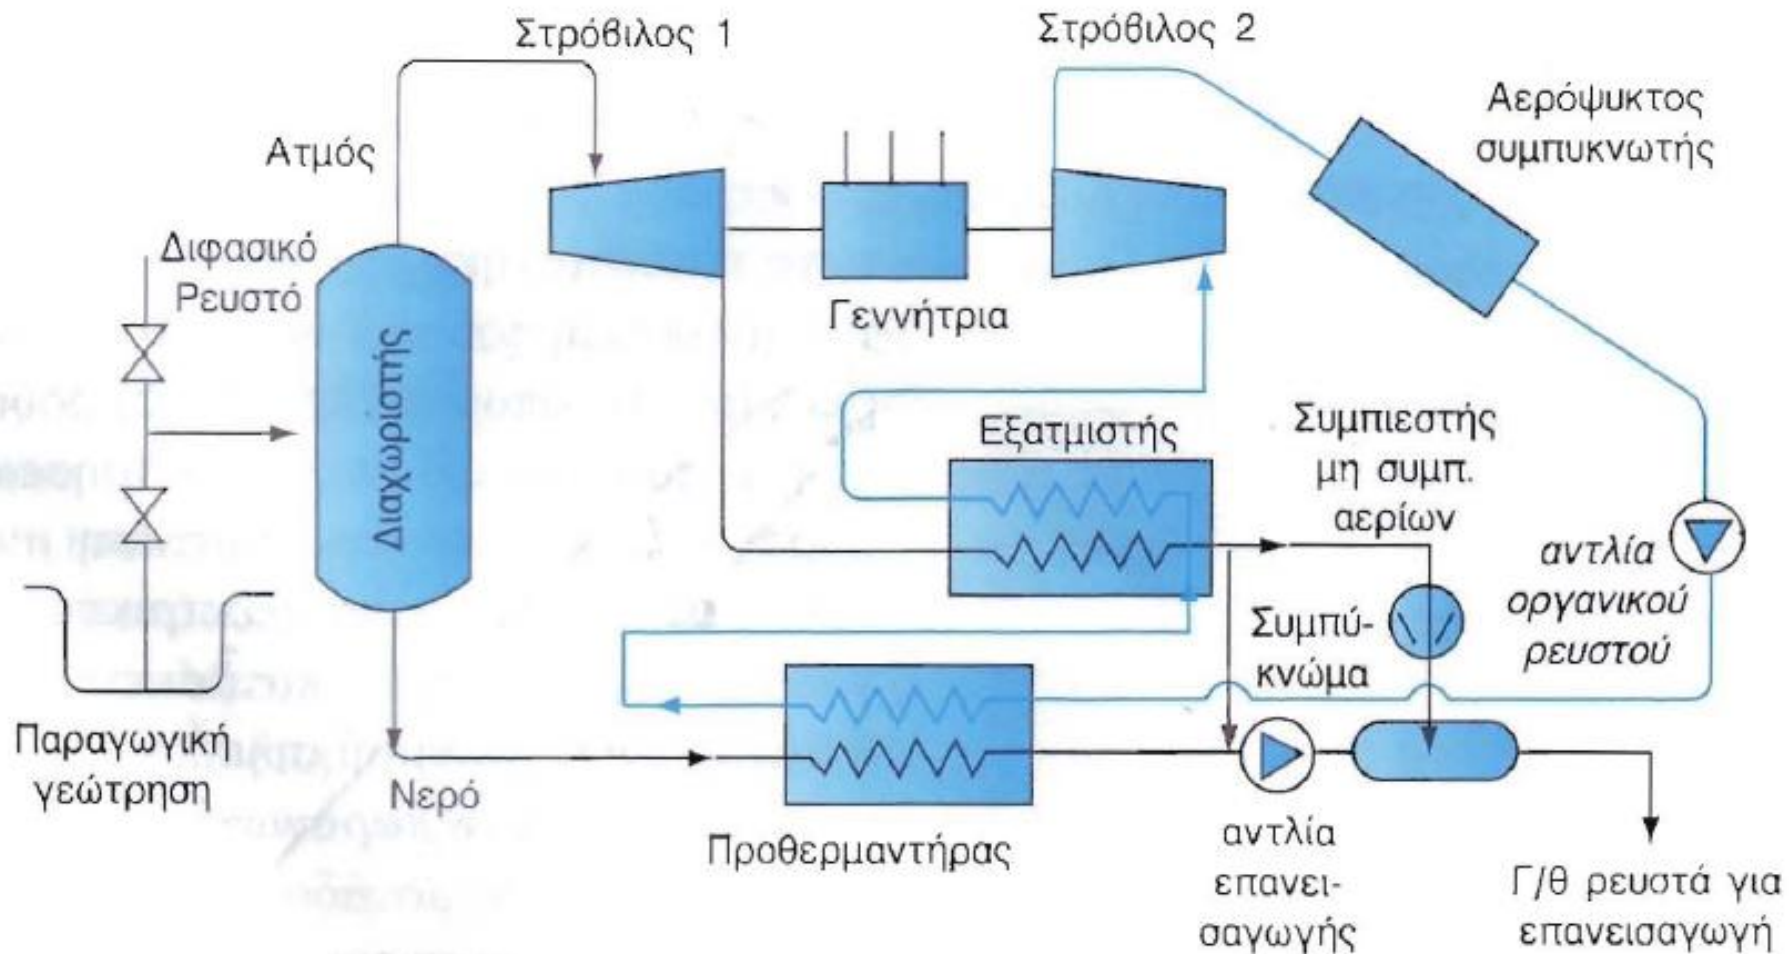 Στρόβιλος 1
Στρόβιλος 2
Αερόψυκτος
συμπυκνωτής
Ατμός
Διφασικό
Ρευστό
Διαχωριστής
Γεννήτρια
Εξατμιστής
Συμπιεστής
μη συμπ.
αερίων
αντλία
οργανικού
ρευστού
Συμπύ-
κνώμα
Παραγωγική
γεώτρηση
Νερό
Προθερμαντήρας
αντλία
επανει-
σαγωγής
Γ/θ ρευστά για
επανεισαγωγή